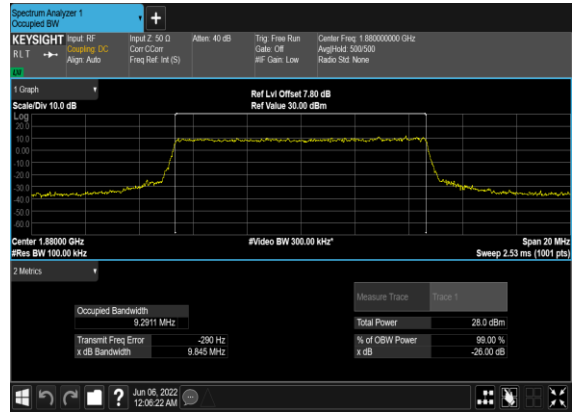 Spectrum Analyzer 1
Occupied BW
KEYSIGHT
RLT
LW
Input: RF
Coupling: DC
Align: Auto
Input Z: 50 Ω
Corr CCorr
Freq Ref: Int (S)
Atten: 40 dB
Trig: Free Run
Gate: Off
#IF Gain: Low
Center Freq: 1.880000000 GHz
Avg|Hold: 500/500
Radio Std: None
1 Graph
Scale/Div 10.0 dB
Ref Lvl Offset 7.80 dB
Ref Value 30.00 dBm
Log
20.0
10.0
0.00
-10.0
-20.0
-30.0
-40.0
-50.0
-60.0
Center 1.88000 GHz
#Res BW 100.00 kHz
#Video BW 300.00 kHz*
Span 20 MHz
Sweep 2.53 ms (1001 pts)
2 Metrics
Measure Trace
Trace 1
Occupied Bandwidth
9.2911 MHz
Total Power
28.0 dBm
Transmit Freq Error
-290 Hz
% of OBW Power
99.00 %
x dB Bandwidth
9.845 MHz
x dB
-26.00 dB
?
Jun 06, 2022
12:06:22 AM